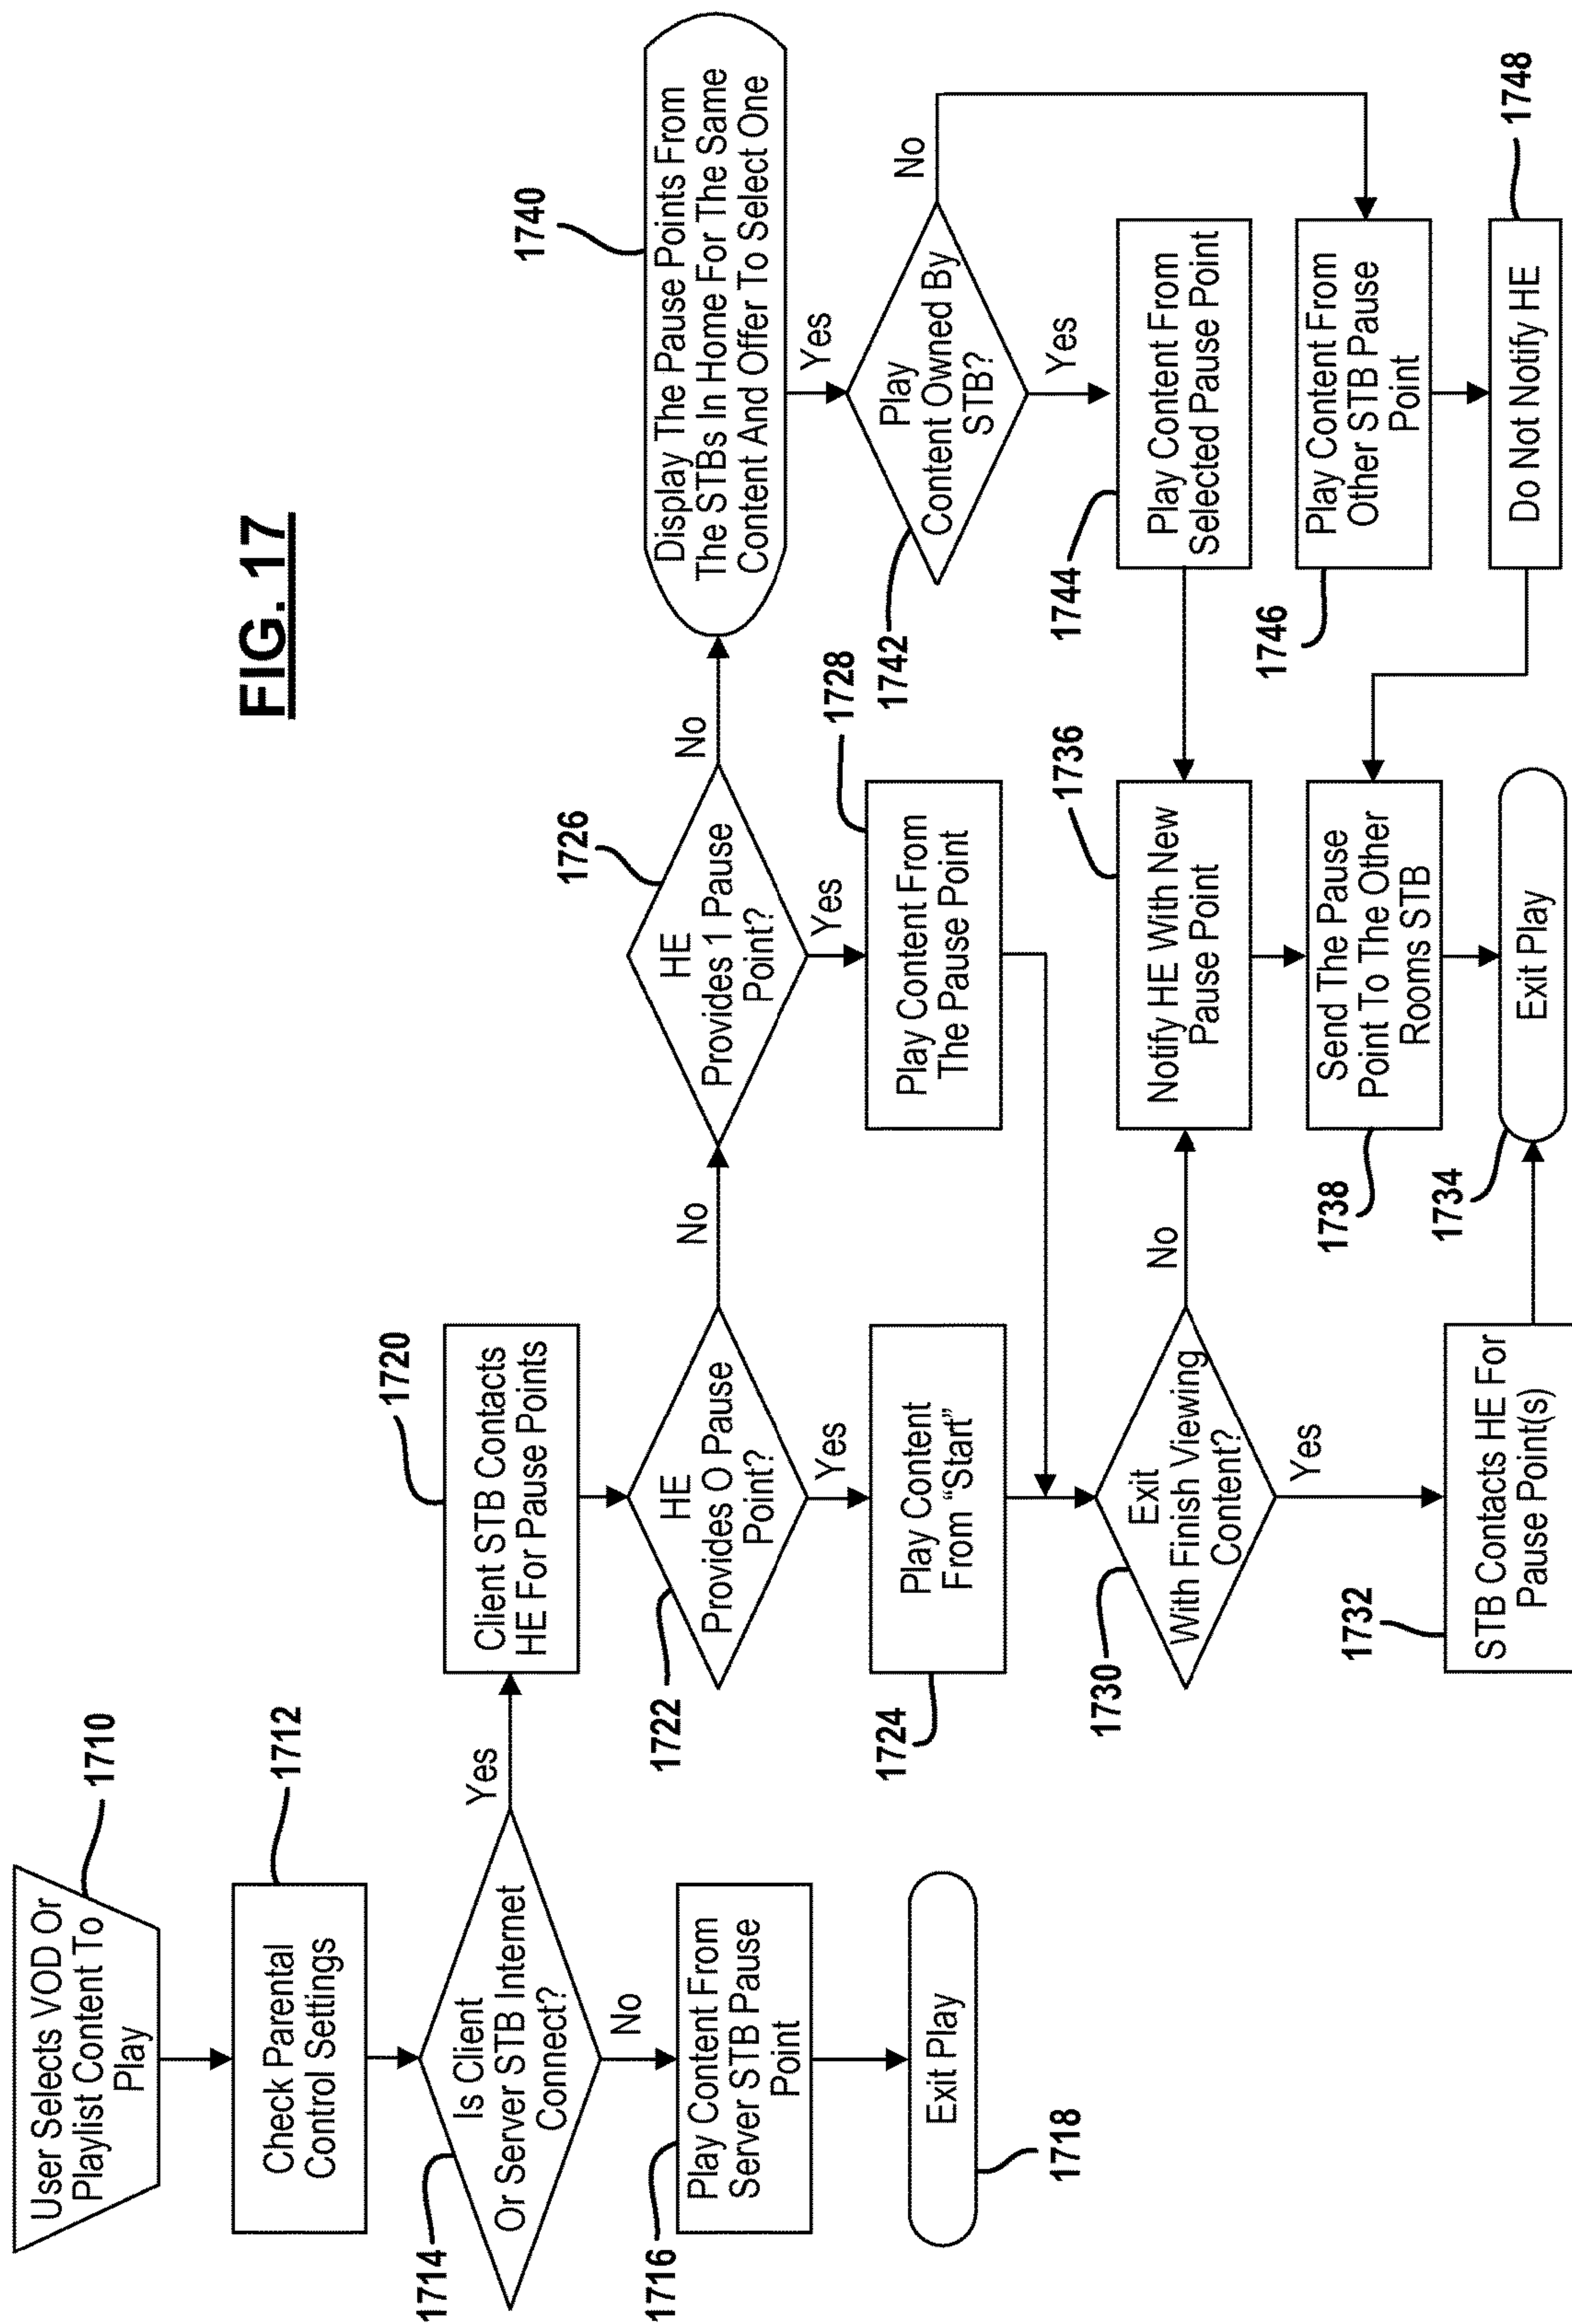 FIG. 17
User Selects VOD Or
Playlist Content To
Play
1710
Check Parental
Control Settings
1712
Is Client
Or Server STB Internet
Connect?
1714
Yes
No
Play Content From
Server STB Pause
Point
1716
Exit Play
1718
Client STB Contacts
HE For Pause Points
1720
HE
Provides O Pause
Point?
1722
No
Yes
Play Content
From "Start"
1724
HE
Provides 1 Pause
Point?
1726
No
Yes
Play Content From
The Pause Point
1728
Exit
With Finish Viewing
Content?
1730
No
Yes
STB Contacts HE For
Pause Point(s)
1732
Exit Play
1734
Notify HE With New
Pause Point
1736
Send The Pause
Point To The Other
Rooms STB
1738
Display The Pause Points From
The STBs In Home For The Same
Content And Offer To Select One
1740
Yes
Play
Content Owned By
STB?
1742
No
Yes
Play Content From
Selected Pause Point
1744
Play Content From
Other STB Pause
Point
1746
Do Not Notify HE
1748